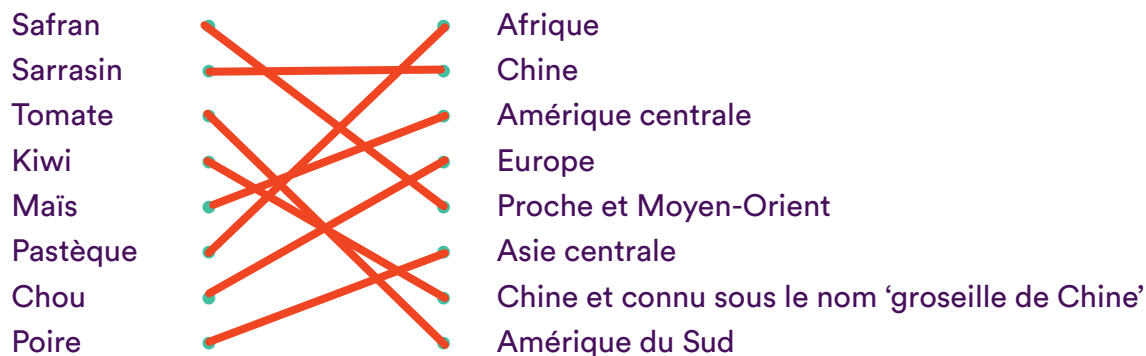 Safran Afrique
Sarrasin Chine
Tomate Amérique centrale
Kiwi Europe
Maïs Proche et Moyen-Orient
Pastèque Asie centrale
Chou Chine et connu sous le nom ‘groseille de Chine’
Poire Amérique du Sud